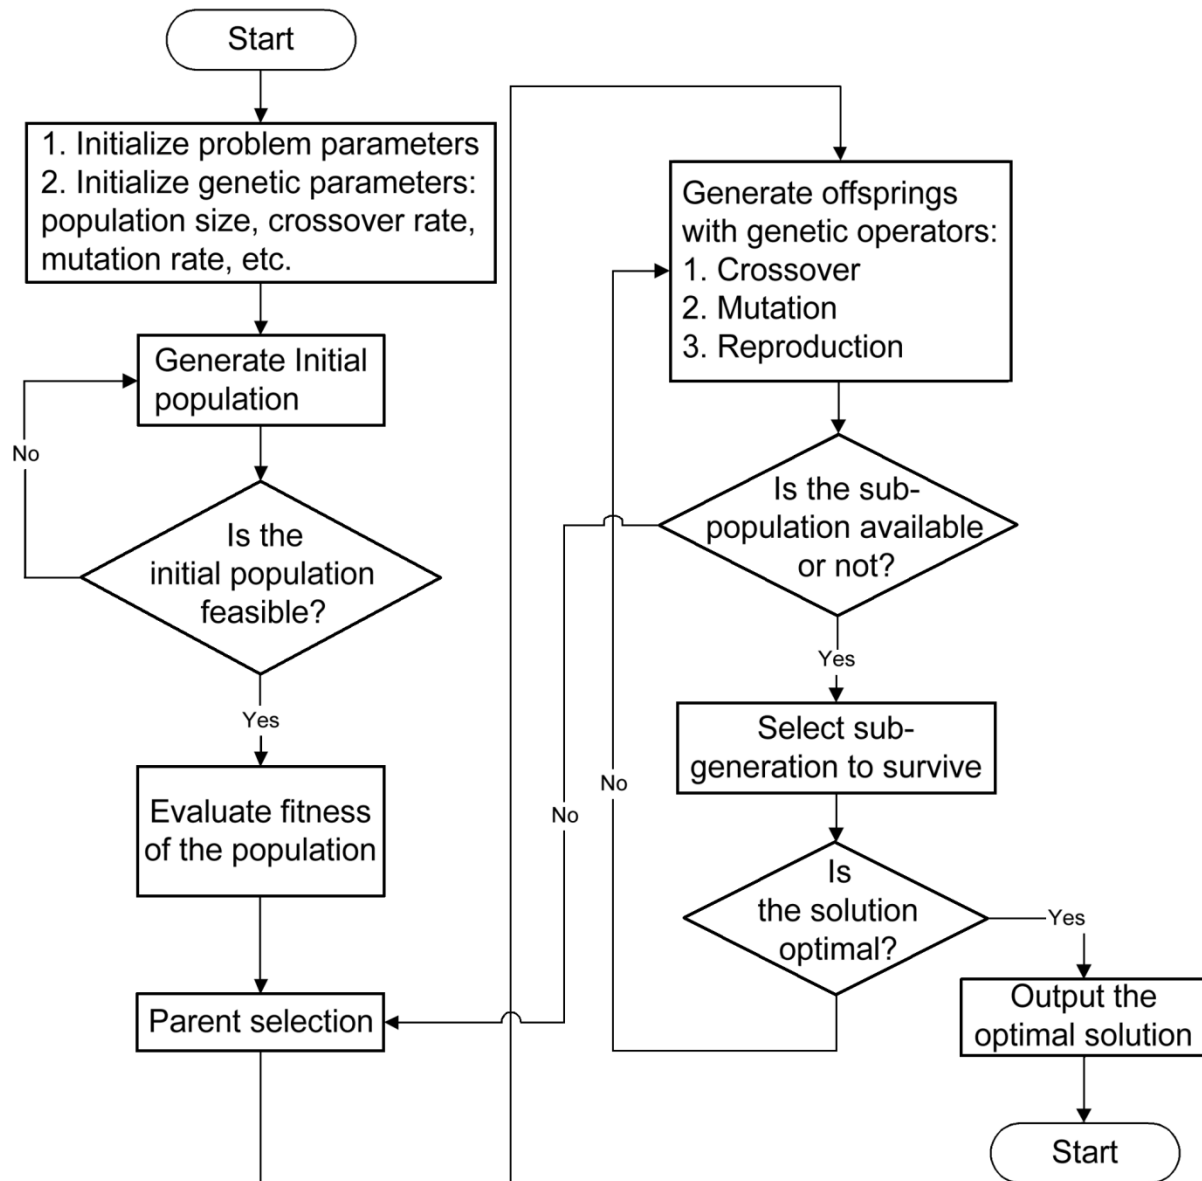 Start
1. Initialize problem parameters
2. Initialize genetic parameters:
population size, crossover rate,
mutation rate, etc.
Generate Initial
population
No
Is the
initial population
feasible?
Yes
Evaluate fitness
of the population
Parent selection
Generate offsprings
with genetic operators:
1. Crossover
2. Mutation
3. Reproduction
Is the sub-
population available
or not?
No
Yes
Select sub-
generation to survive
No
Is
the solution
optimal?
Yes
Output the
optimal solution
Start